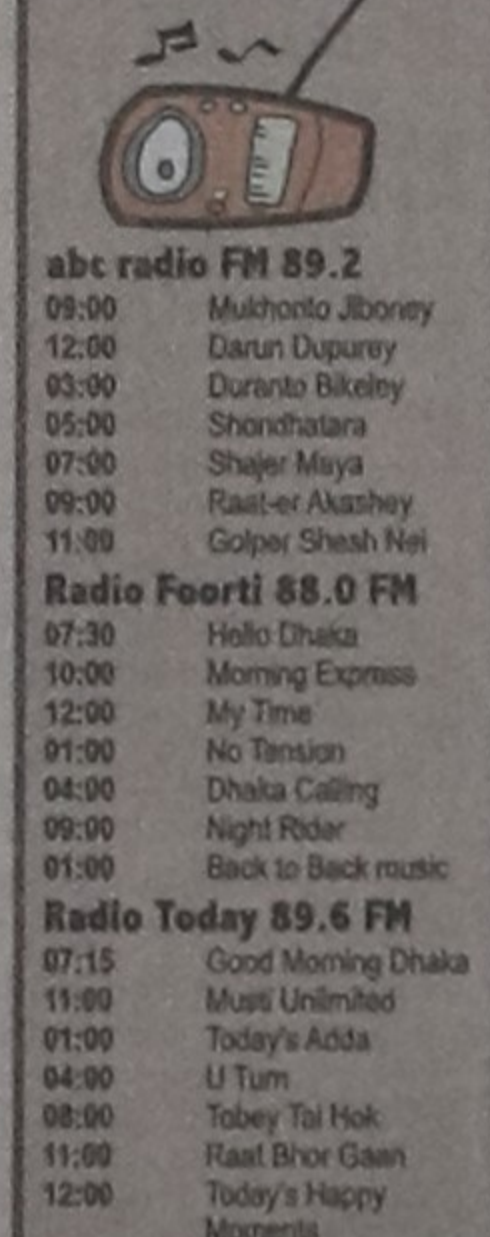 abc radio FM 89.2
09:00 Mukhonto Jiboney
12:00 Darun Dupurey
03:00 Duranto Bikeley
05:00 Shondhatara
07:00 Shajer Maya
09:00 Raat-er Akashey
11:00 Golper Shesh Nei
Radio Foorti 88.0 FM
07:30 Hello Dhaka
10:00 Morning Express
12:00 My Time
01:00 No Tension
04:00 Dhaka Calling
09:00 Night Rider
01:00 Back to Back music
Radio Today 89.6 FM
07:15 Good Morning Dhaka
11:00 Musti Unlimited
01:00 Today's Adda
04:00 U Turn
08:00 Tobey Tai Hok
11:00 Raat Bhor Gaan
12:00 Today's Happy
Moments